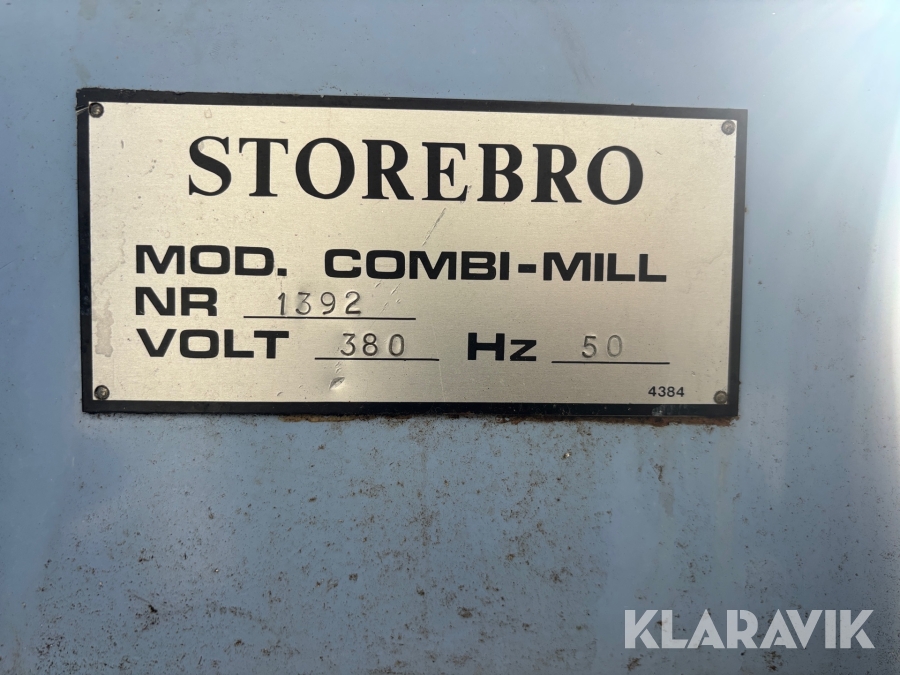 STOREBRO
MOD. COMBI-MILL
NR 1392
VOLT 380 Hz 50
4384
KLARAVIK